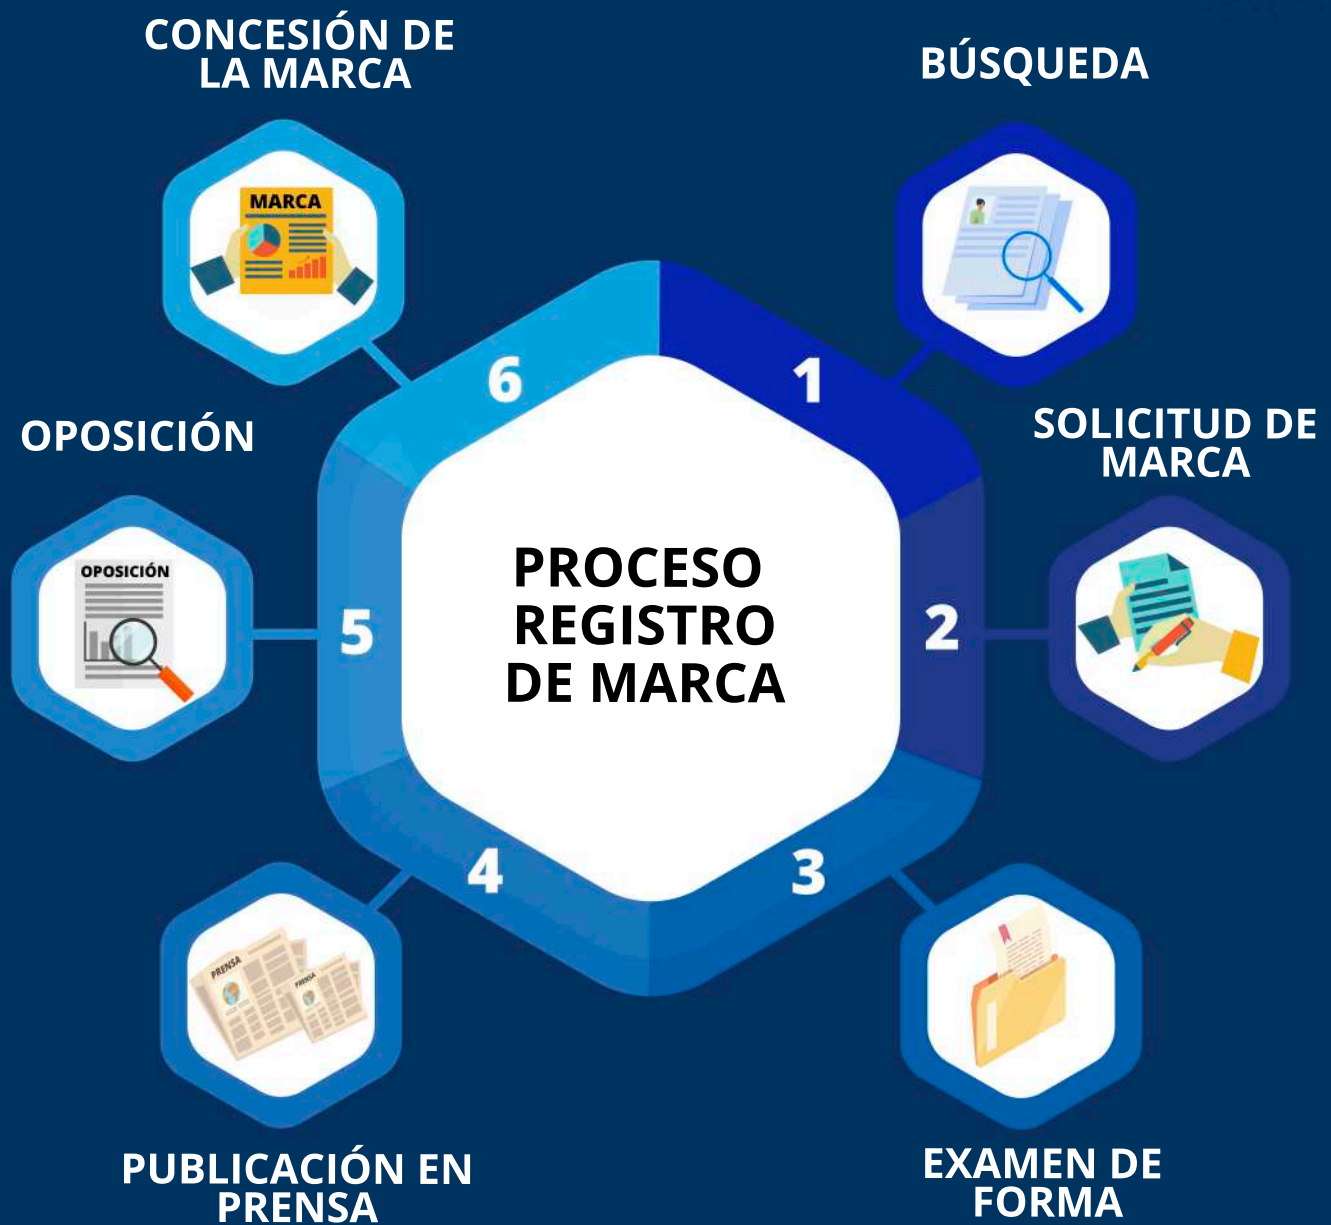 CONCESIÓN DE
LA MARCA
BÚSQUEDA
MARCA
6
1
OPOSICIÓN
SOLICITUD DE
MARCA
OPOSICIÓN
PROCESO
REGISTRO
DE MARCA
5
2
4
3
PRENSA
PRENSA
PUBLICACIÓN EN
PRENSA
EXAMEN DE
FORMA